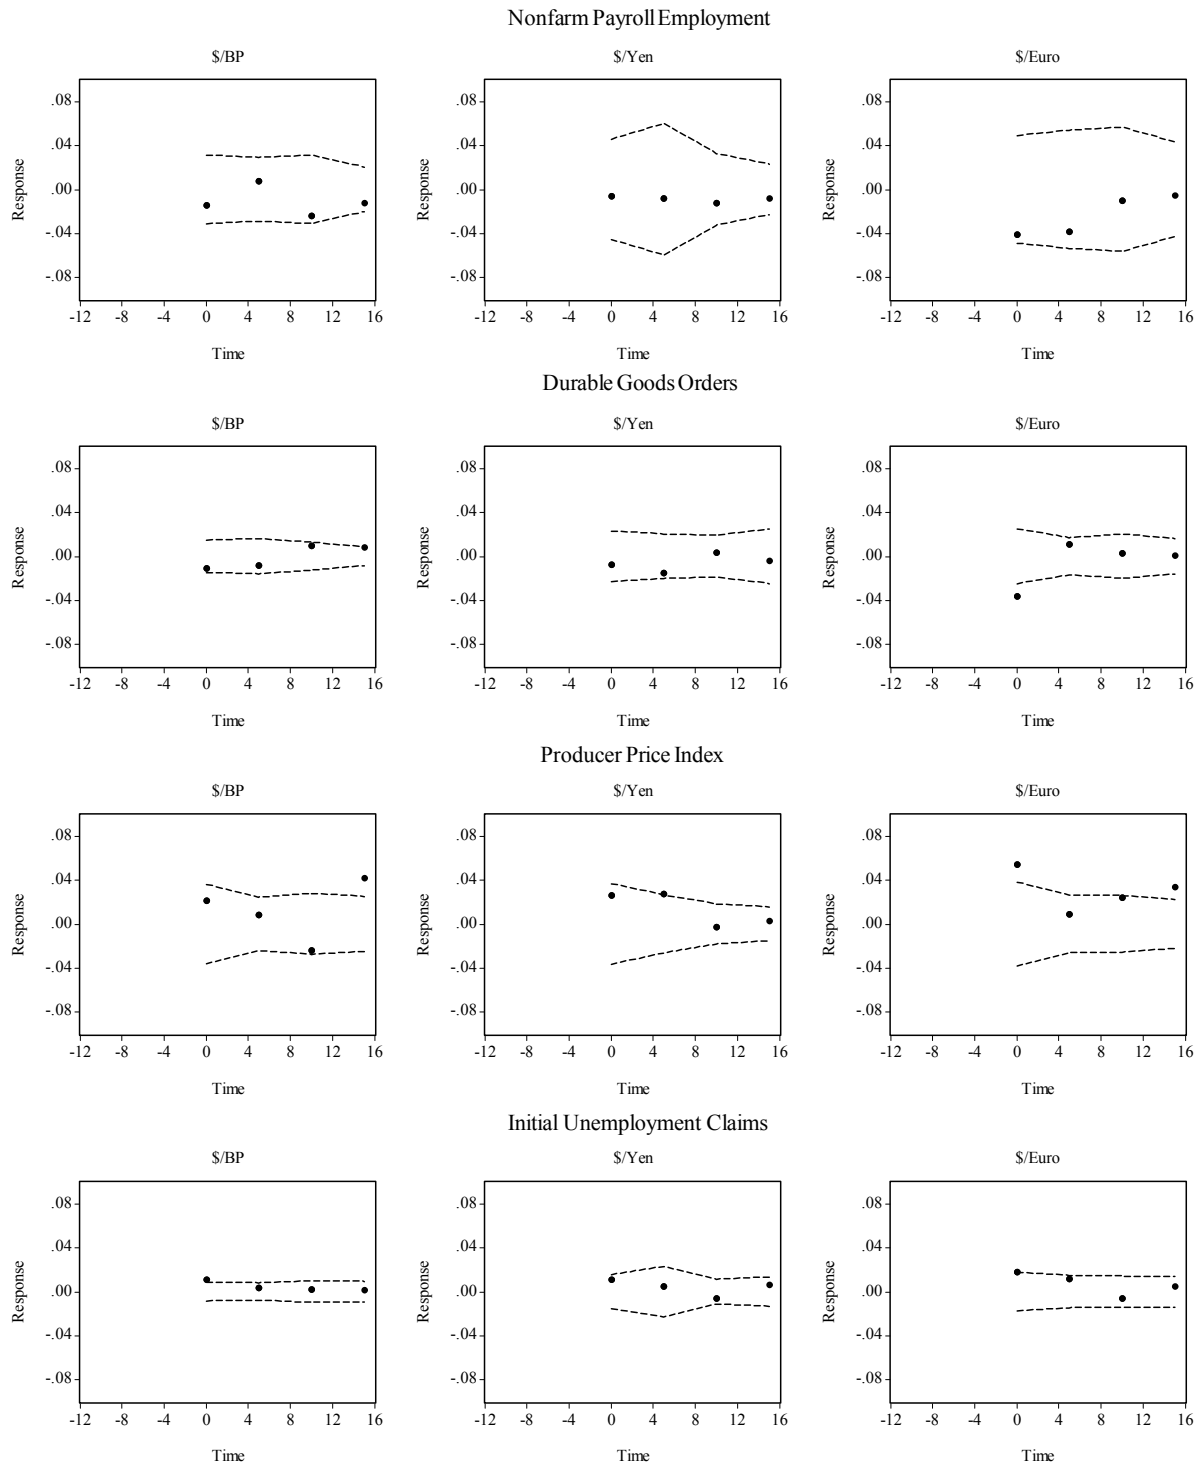 Nonfarm Payroll Employment
$/BP
$/Yen
$/Euro
.08
.04
.00
-.04
-.08
Response
-12 -8 -4 0 4 8 12 16
Time
.08
.04
.00
-.04
-.08
Response
-12 -8 -4 0 4 8 12 16
Time
.08
.04
.00
-.04
-.08
Response
-12 -8 -4 0 4 8 12 16
Time
Durable Goods Orders
$/BP
$/Yen
$/Euro
.08
.04
.00
-.04
-.08
Response
-12 -8 -4 0 4 8 12 16
Time
.08
.04
.00
-.04
-.08
Response
-12 -8 -4 0 4 8 12 16
Time
.08
.04
.00
-.04
-.08
Response
-12 -8 -4 0 4 8 12 16
Time
Producer Price Index
$/BP
$/Yen
$/Euro
.08
.04
.00
-.04
-.08
Response
-12 -8 -4 0 4 8 12 16
Time
.08
.04
.00
-.04
-.08
Response
-12 -8 -4 0 4 8 12 16
Time
.08
.04
.00
-.04
-.08
Response
-12 -8 -4 0 4 8 12 16
Time
Initial Unemployment Claims
$/BP
$/Yen
$/Euro
.08
.04
.00
-.04
-.08
Response
-12 -8 -4 0 4 8 12 16
Time
.08
.04
.00
-.04
-.08
Response
-12 -8 -4 0 4 8 12 16
Time
.08
.04
.00
-.04
-.08
Response
-12 -8 -4 0 4 8 12 16
Time